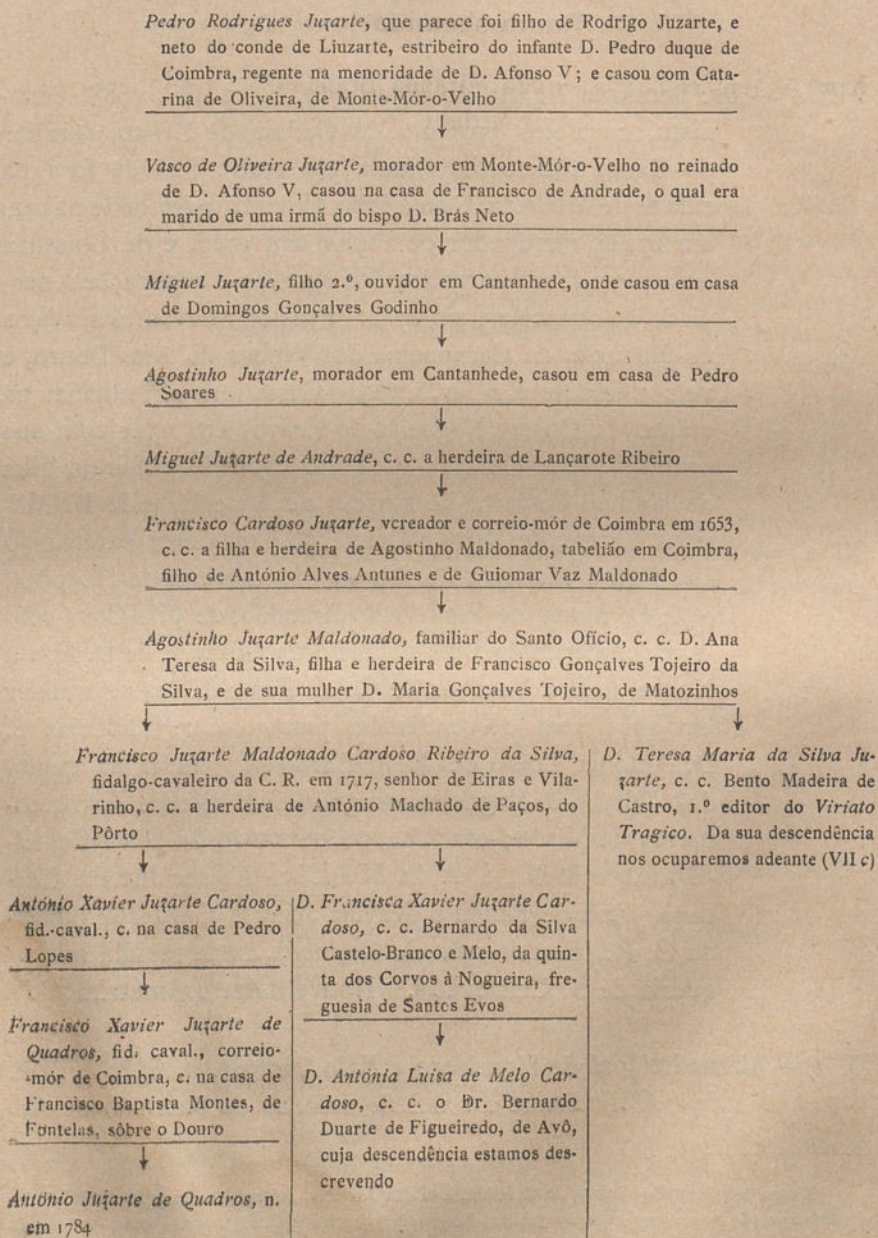 Pedro Rodrigues Juzarte, que parece foi filho de Rodrigo Juzarte, e
neto do conde de Liuzarte, estribeiro do infante D. Pedro duque de
Coimbra, regente na menoridade de D. Afonso V; e casou com Cata-
rina de Oliveira, de Monte-Mór-o-Velho
Vasco de Oliveira Juzarte, morador em Monte-Mór-o-Velho no reinado
de D. Afonso V, casou na casa de Francisco de Andrade, o qual era
marido de uma irmã do bispo D. Brás Neto
Miguel Juzarte, filho 2.º, ouvidor em Cantanhede, onde casou em casa
de Domingos Gonçalves Godinho
Agostinho Juzarte, morador em Cantanhede, casou em casa de Pedro
Soares
Miguel Juzarte de Andrade, c. c. a herdeira de Lançarote Ribeiro
Francisco Cardoso Juzarte, vereador e correio-mór de Coimbra em 1653,
c. c. a filha e herdeira de Agostinho Maldonado, tabelião em Coimbra,
filho de António Alves Antunes e de Guiomar Vaz Maldonado
Agostinho Juzarte Maldonado, familiar do Santo Ofício, c. c. D. Ana
Teresa da Silva, filha e herdeira de Francisco Gonçalves Tojeiro da
Silva, e de sua mulher D. Maria Gonçalves Tojeiro, de Matozinhos
Francisco Juzarte Maldonado Cardoso Ribeiro da Silva,
fidalgo-cavaleiro da C. R. em 1717, senhor de Eiras e Vila-
rinho, c. c. a herdeira de António Machado de Paços, do
Pôrto
D. Teresa Maria da Silva Ju-
zarte, c. c. Bento Madeira de
Castro, 1.º editor do Viriato
Tragico. Da sua descendência
nos ocuparemos adeante (VII c)
António Xavier Juzarte Cardoso,
fid.-caval., c. na casa de Pedro
Lopes
Francisco Xavier Juzarte de
Quadros, fid. caval., correio-
-mór de Coimbra, c. na casa de
Francisco Baptista Montes, de
Fontelas, sôbre o Douro
António Juzarte de Quadros, n.
em 1784
D. Francisca Xavier Juzarte Car-
doso, c. c. Bernardo da Silva
Castelo-Branco e Melo, da quin-
ta dos Corvos à Nogueira, fre-
guesia de Santos Evos
D. Antónia Luisa de Melo Car-
doso, c. c. o Dr. Bernardo
Duarte de Figueiredo, de Avô,
cuja descendência estamos des-
crevendo